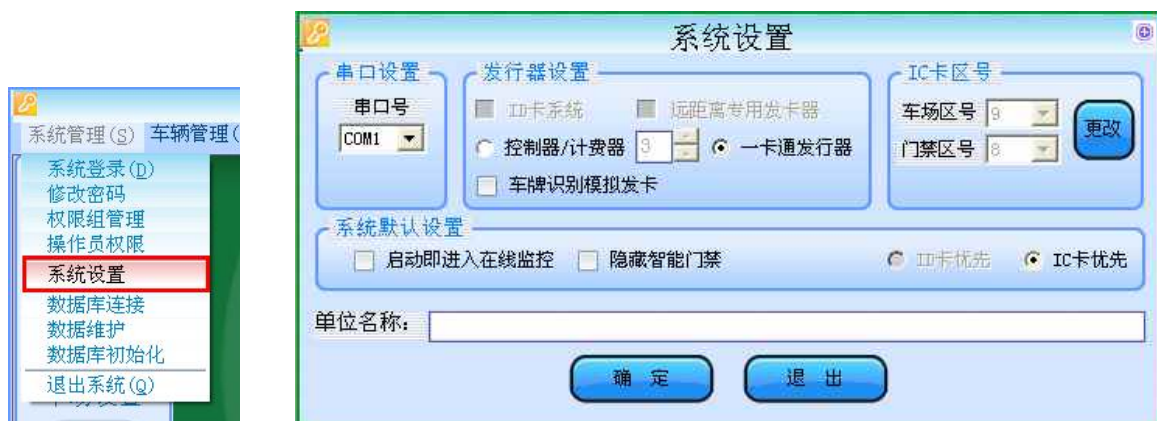 系统管理(S) 车辆管理(
系统登录(D)
修改密码
权限组管理
操作员权限
系统设置
数据库连接
数据维护
数据库初始化
退出系统(Q)
系统设置
串口设置
串口号
COM1
发行器设置
ID卡系统 远距离专用发卡器
控制器/计费器 3 一卡通发行器
车牌识别模拟发卡
IC卡区号
车场区号 9
门禁区号 8
更改
系统默认设置
启动即进入在线监控 隐藏智能门禁 ID卡优先 IC卡优先
单位名称:
确 定 退 出